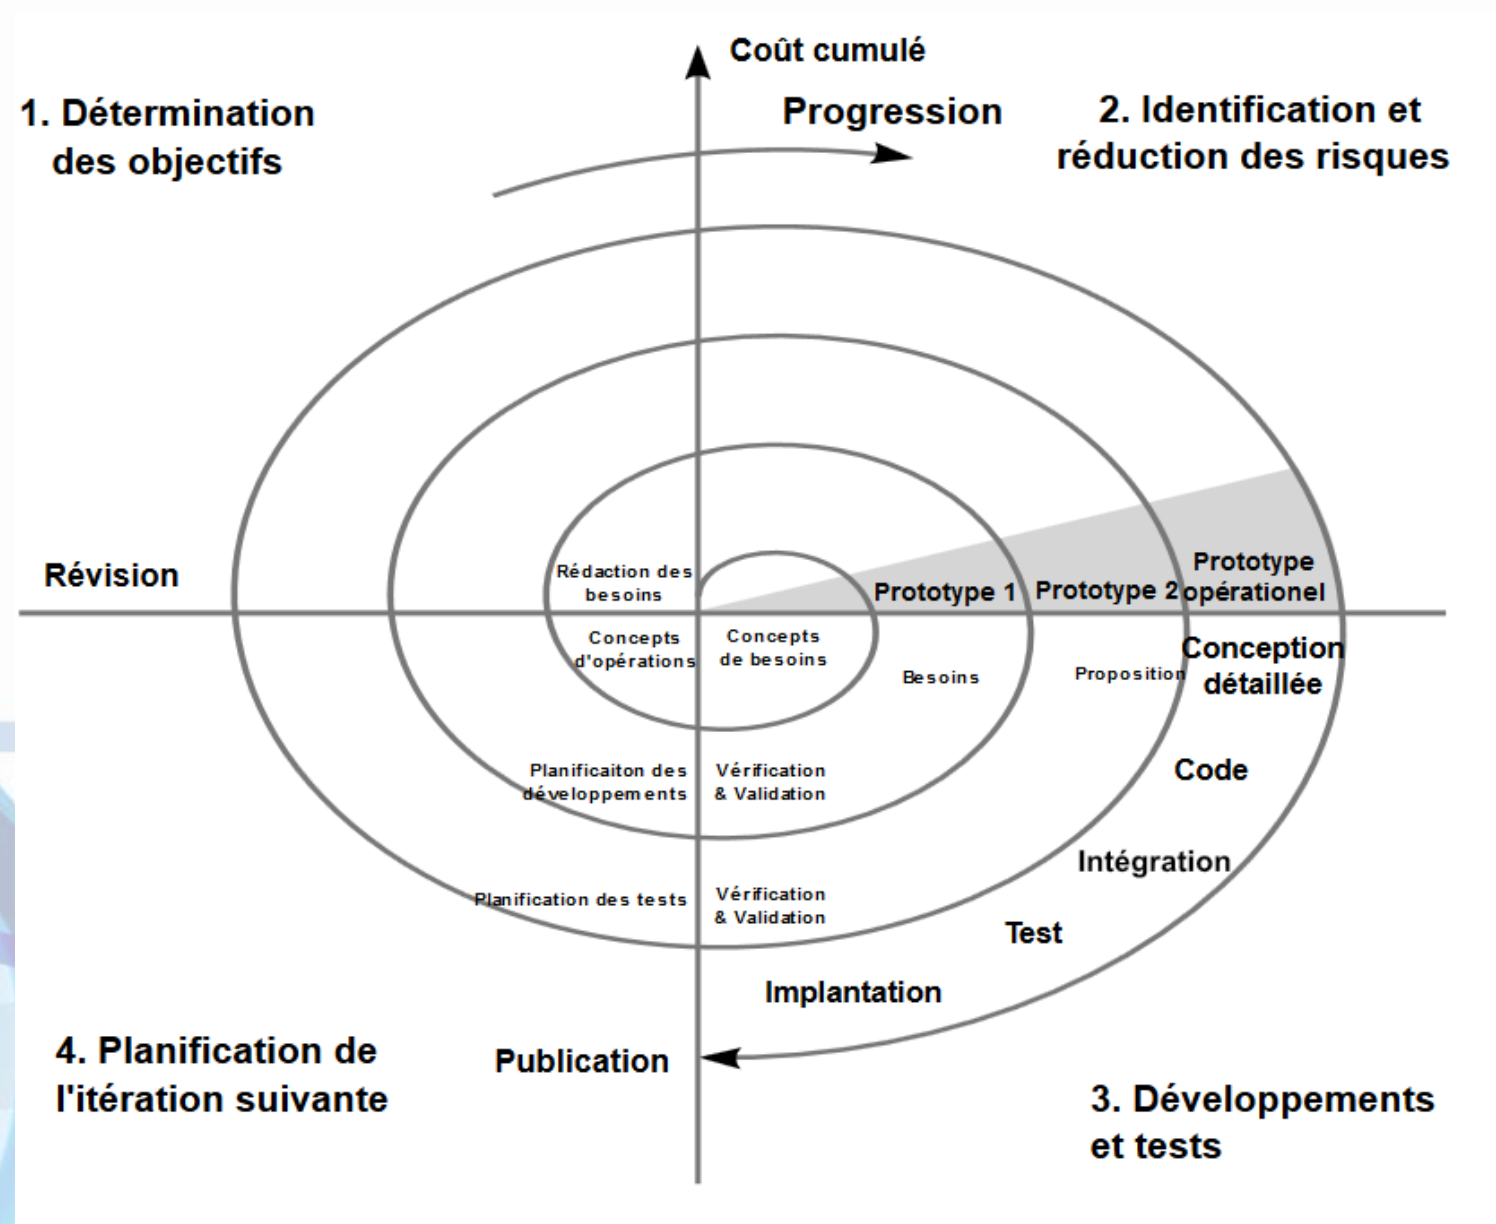 Coût cumulé
Progression
1. Détermination
des objectifs
2. Identification et
réduction des risques
Révision
Rédaction des
besoins
Prototype 1
Prototype 2
Prototype
opérationel
Concepts
d'opérations
Concepts
de besoins
Besoins
Proposition
Conception
détaillée
Code
Planificaiton des
développements
Vérification
& Validation
Intégration
Planification des tests
Vérification
& Validation
Test
Implantation
Publication
4. Planification de
l'itération suivante
3. Développements
et tests